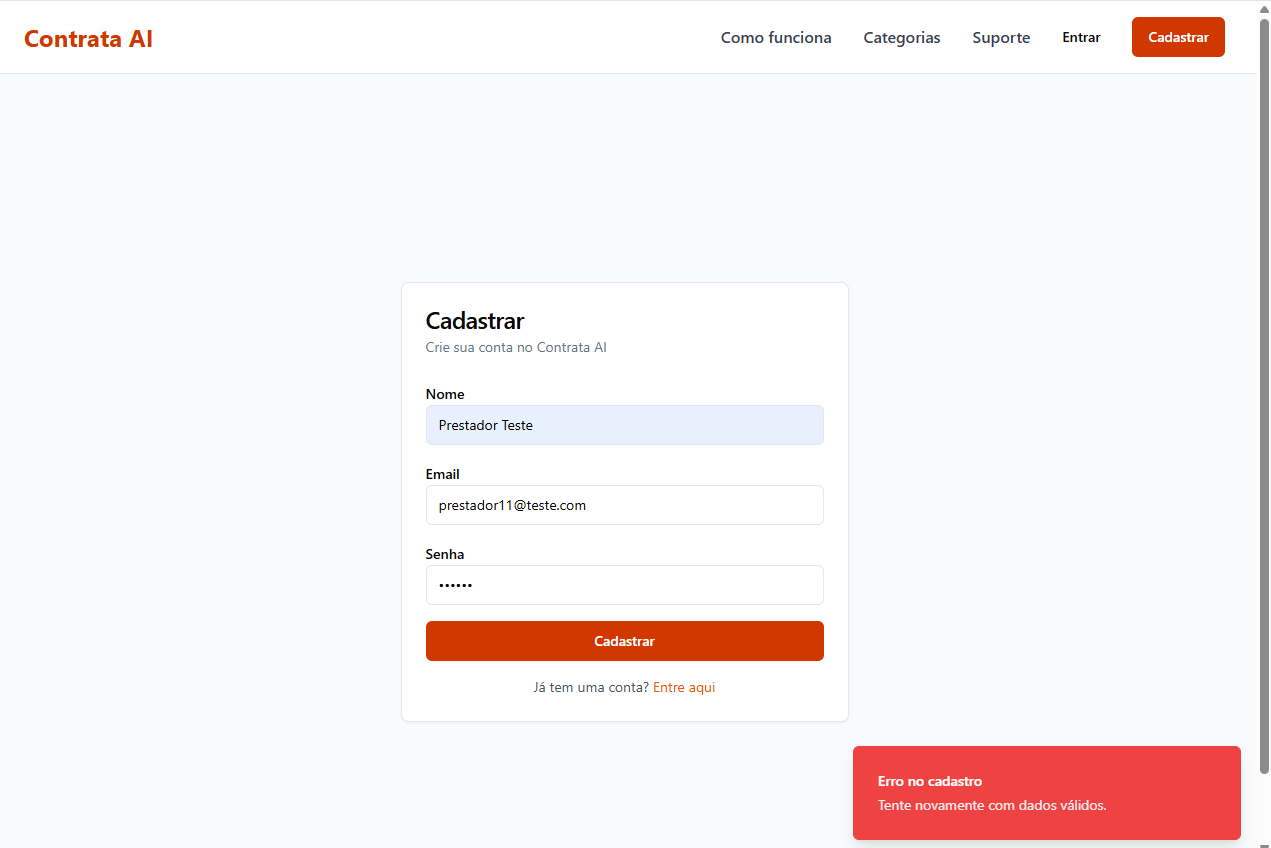 Contrata AI
Como funciona
Categorias
Suporte
Entrar
Cadastrar
Cadastrar
Crie sua conta no Contrata AI
Nome
Prestador Teste
Email
prestador11@teste.com
Senha
••••••
Cadastrar
Já tem uma conta? Entre aqui
Erro no cadastro
Tente novamente com dados válidos.